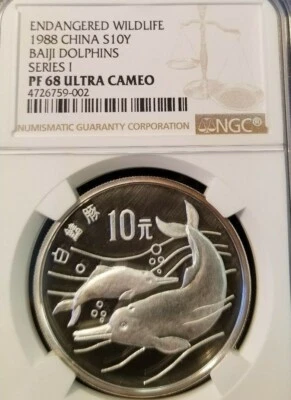 ENDANGERED WILDLIFE
1988 CHINA S10Y
BAIJI DOLPHINS
SERIES I
PF 68 ULTRA CAMEO
4726759-002
NUMISMATIC GUARANTY CORPORATION
NGC®
10元
白鱀豚